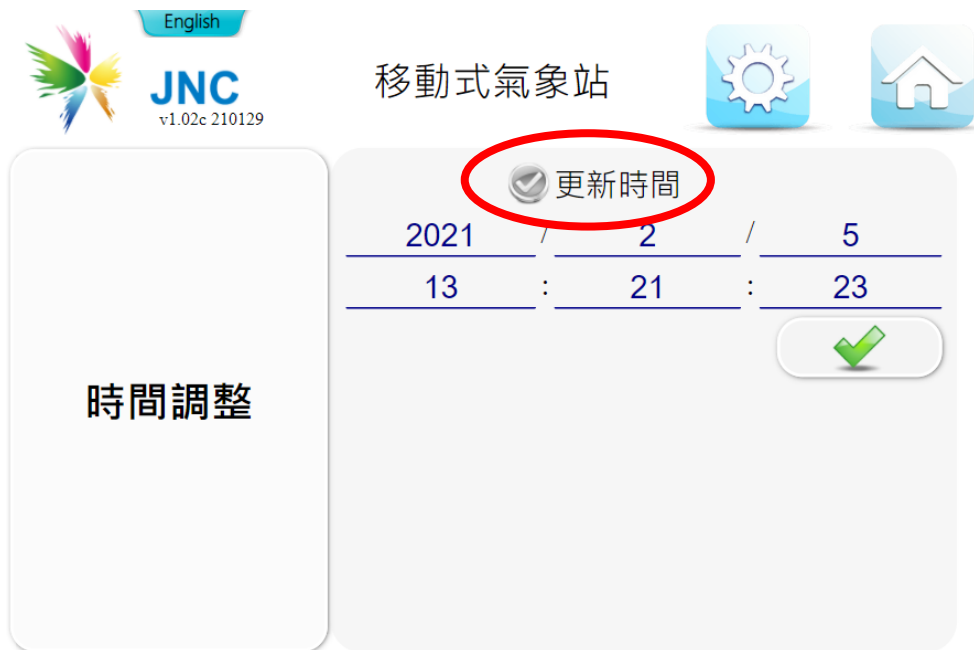 English
JNC
v1.02c 210129
移動式氣象站
更新時間
2021 / 2 / 5
13 : 21 : 23
時間調整